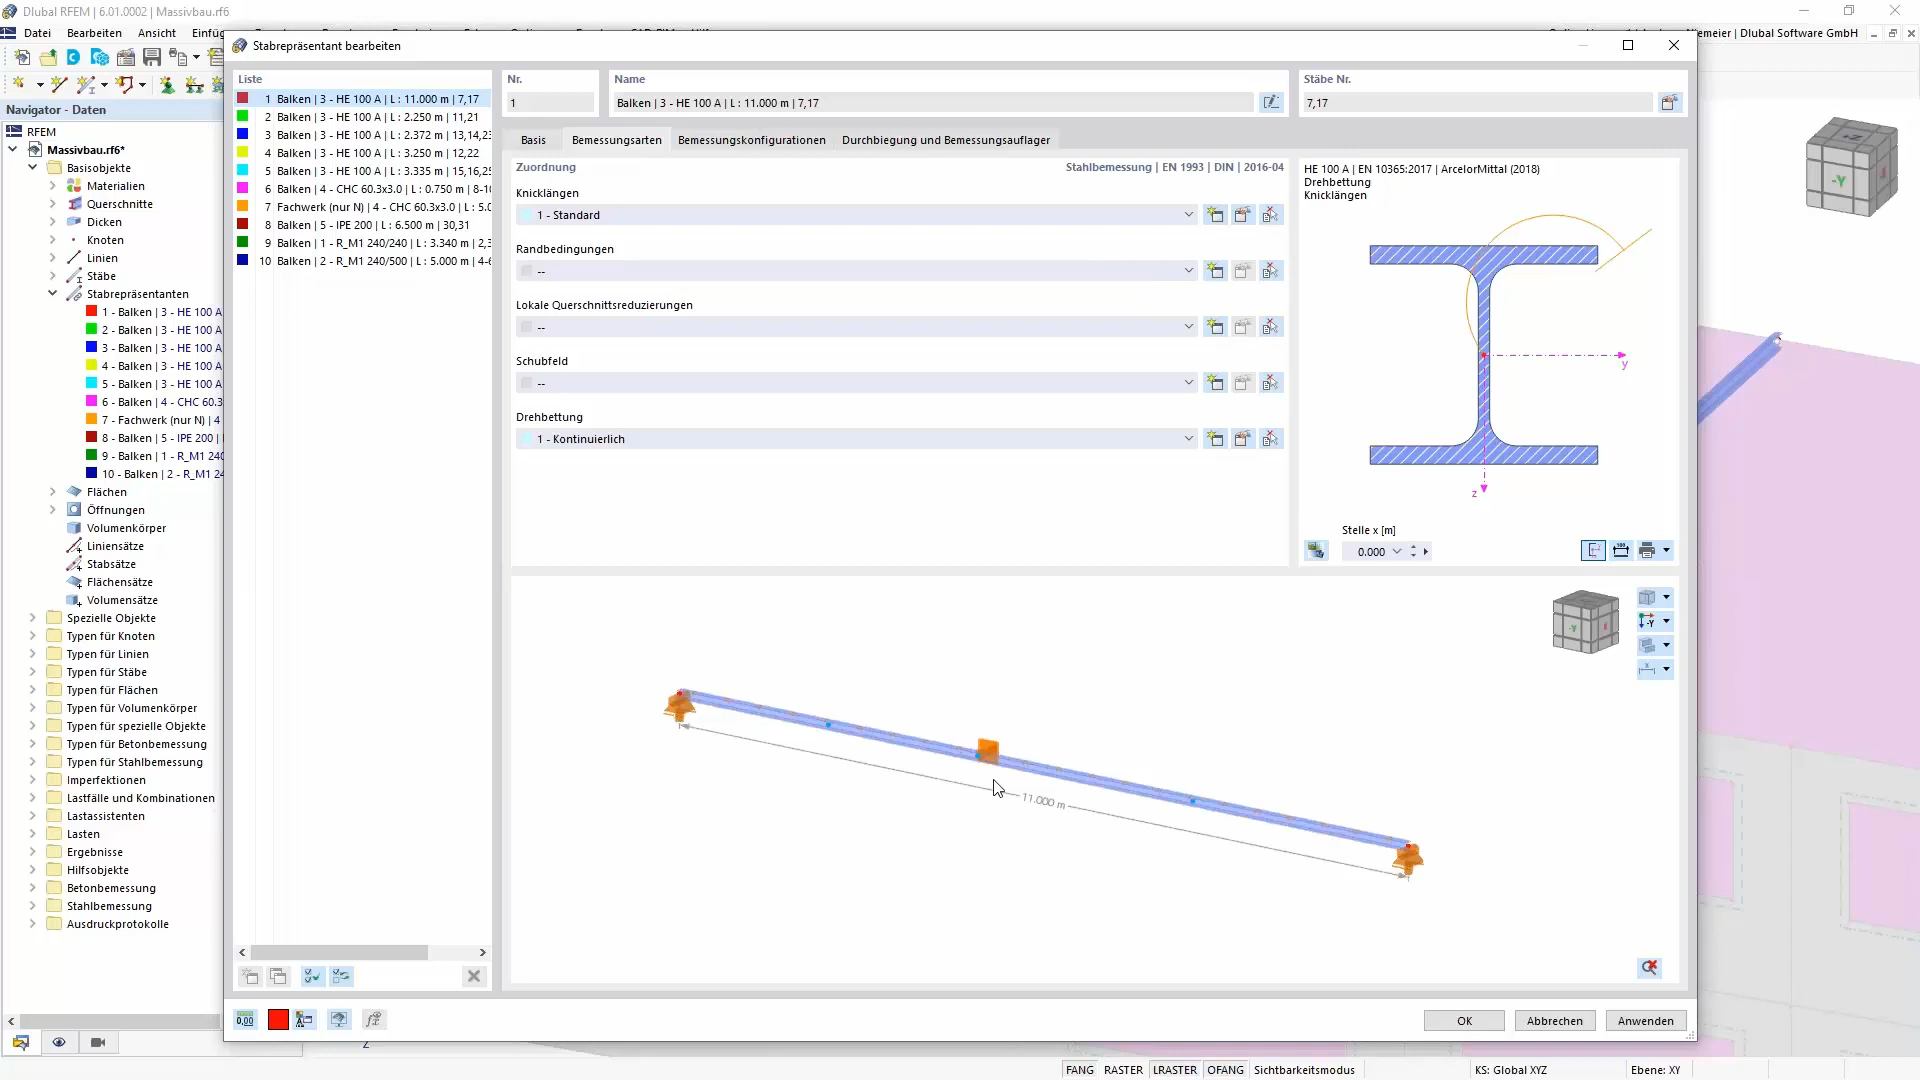 Dlubal RFEM | 6.01.0002 | Massivbau.rf6*
Datei Bearbeiten Ansicht
Niemeier | Dlubal Software GmbH
Navigator - Daten
RFEM
Massivbau.rf6*
Basisobjekte
Materialien
Querschnitte
Dicken
Knoten
Linien
Stäbe
Stabrepräsentanten
1 - Balken | 3 - HE 100 A
2 - Balken | 3 - HE 100 A
3 - Balken | 3 - HE 100 A
4 - Balken | 3 - HE 100 A
5 - Balken | 3 - HE 100 A
6 - Balken | 4 - CHC 60.3
7 - Fachwerk (nur N) | 4
8 - Balken | 5 - IPE 200 |
9 - Balken | 1 - R_M1 240
10 - Balken | 2 - R_M1 24
Flächen
Öffnungen
Volumenkörper
Liniensätze
Stabsätze
Flächensätze
Volumensätze
Spezielle Objekte
Typen für Knoten
Typen für Linien
Typen für Stäbe
Typen für Flächen
Typen für Volumenkörper
Typen für spezielle Objekte
Typen für Betonbemessung
Typen für Stahlbemessung
Imperfektionen
Lastfälle und Kombinationen
Lastassistenten
Lasten
Ergebnisse
Hilfsobjekte
Betonbemessung
Stahlbemessung
Ausdruckprotokolle
Stabrepräsentant bearbeiten
Liste
1 Balken | 3 - HE 100 A | L : 11.000 m | 7,17
2 Balken | 3 - HE 100 A | L : 2.250 m | 11,21
3 Balken | 3 - HE 100 A | L : 2.372 m | 13,14,23
4 Balken | 3 - HE 100 A | L : 3.250 m | 12,22
5 Balken | 3 - HE 100 A | L : 3.335 m | 15,16,25
6 Balken | 4 - CHC 60.3x3.0 | L : 0.750 m | 8-10
7 Fachwerk (nur N) | 4 - CHC 60.3x3.0 | L : 5.0
8 Balken | 5 - IPE 200 | L : 6.500 m | 30,31
9 Balken | 1 - R_M1 240/240 | L : 3.340 m | 2,3
10 Balken | 2 - R_M1 240/500 | L : 5.000 m | 4-6
Nr.
1
Name
Balken | 3 - HE 100 A | L : 11.000 m | 7,17
Stäbe Nr.
7,17
Basis Bemessungsarten Bemessungskonfigurationen Durchbiegung und Bemessungsauflager
Zuordnung
Stahlbemessung | EN 1993 | DIN | 2016-04
Knicklängen
1 - Standard
Randbedingungen
--
Lokale Querschnittsreduzierungen
--
Schubfeld
--
Drehbettung
1 - Kontinuierlich
HE 100 A | EN 10365:2017 | ArcelorMittal (2018)
Drehbettung
Knicklängen
y
z
Stelle x [m]
0.000
11.000 m
-Y
OK Abbrechen Anwenden
Z
FANG RASTER LRASTER OFANG Sichtbarkeitsmodus
KS: Global XYZ
Ebene: XY